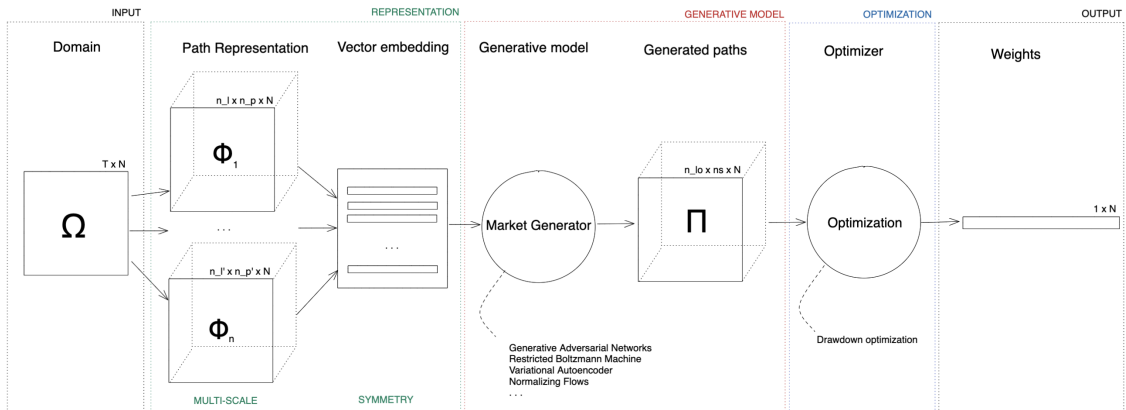 INPUT
REPRESENTATION
GENERATIVE MODEL
OPTIMIZATION
OUTPUT
Domain
Path Representation
Vector embedding
Generative model
Generated paths
Optimizer
Weights
n_l x n_p x N
Φ1
T x N
Ω
. . .
n_l' x n_p' x N
Φn
. . .
Market Generator
n_lo x ns x N
Π
Optimization
1 x N
Generative Adversarial Networks
Restricted Boltzmann Machine
Variational Autoencoder
Normalizing Flows
. . .
Drawdown optimization
MULTI-SCALE
SYMMETRY